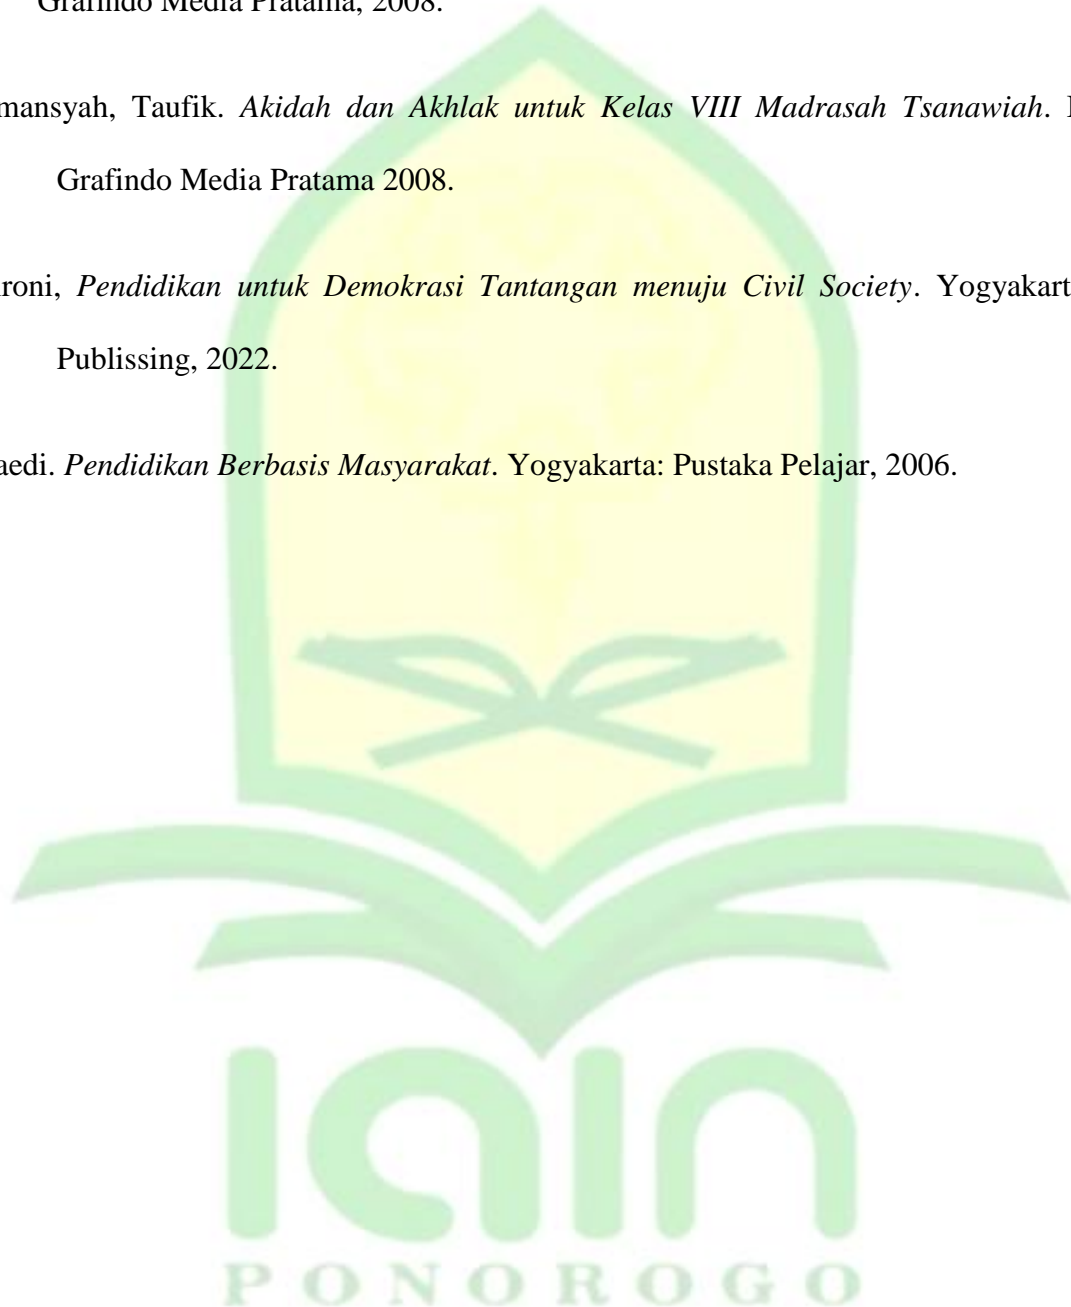 Grafindo Media Pratama, 2008.
mansyah, Taufik. Akidah dan Akhlak untuk Kelas VIII Madrasah Tsanawiah.
Grafindo Media Pratama 2008.
roni, Pendidikan untuk Demokrasi Tantangan menuju Civil Society. Yogyakart
Publissing, 2022.
aedi. Pendidikan Berbasis Masyarakat. Yogyakarta: Pustaka Pelajar, 2006.
iain
PONOROGO